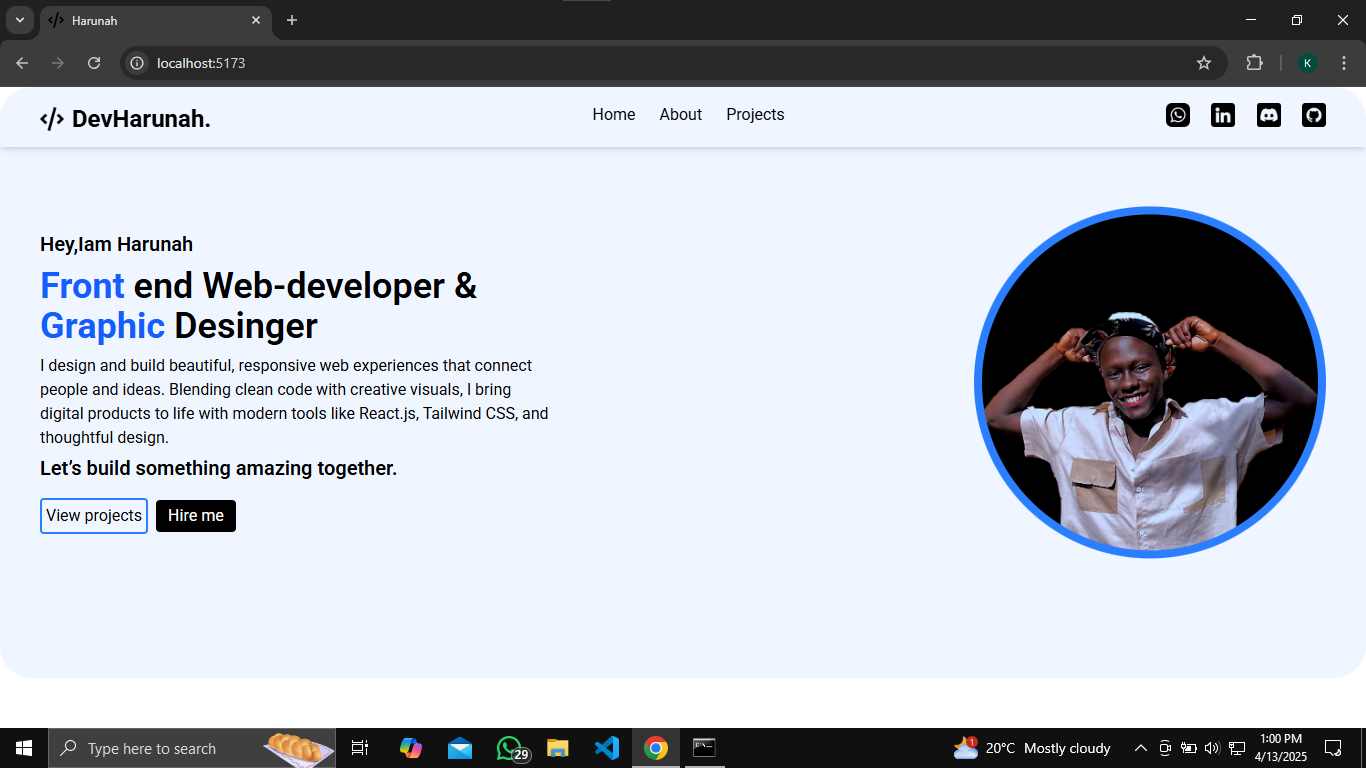 Harunah
localhost:5173
K
DevHarunah.
Home About Projects
Hey,Iam Harunah
Front end Web-developer &
Graphic Desinger
I design and build beautiful, responsive web experiences that connect
people and ideas. Blending clean code with creative visuals, I bring
digital products to life with modern tools like React.js, Tailwind CSS, and
thoughtful design.
Let’s build something amazing together.
View projects Hire me
Type here to search
29
1
20°C Mostly cloudy
1:00 PM
4/13/2025